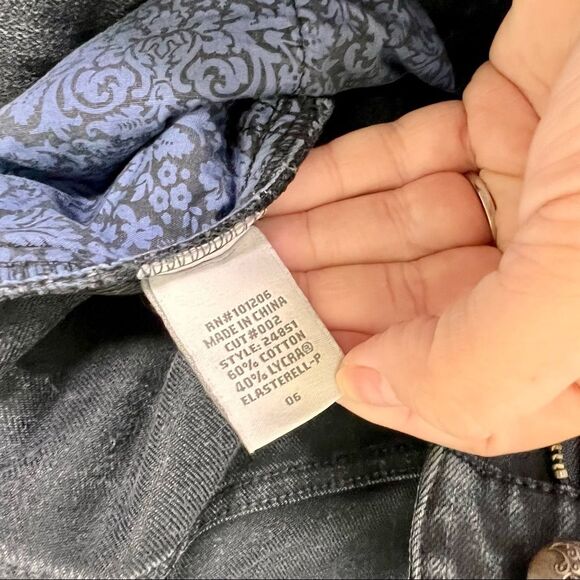 RN#101206
MADE IN CHINA
CUT#002
STYLE: 24851
60% COTTON
40% LYCRA®
ELASTERELL-P
06